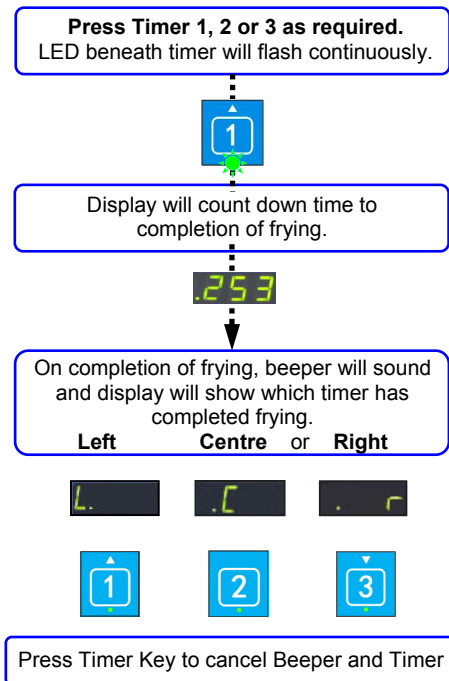 Press Timer 1, 2 or 3 as required.
LED beneath timer will flash continuously.
1
Display will count down time to
completion of frying.
.253
On completion of frying, beeper will sound
and display will show which timer has
completed frying.
Left Centre or Right
L. .C . r
1 2 3
Press Timer Key to cancel Beeper and Timer